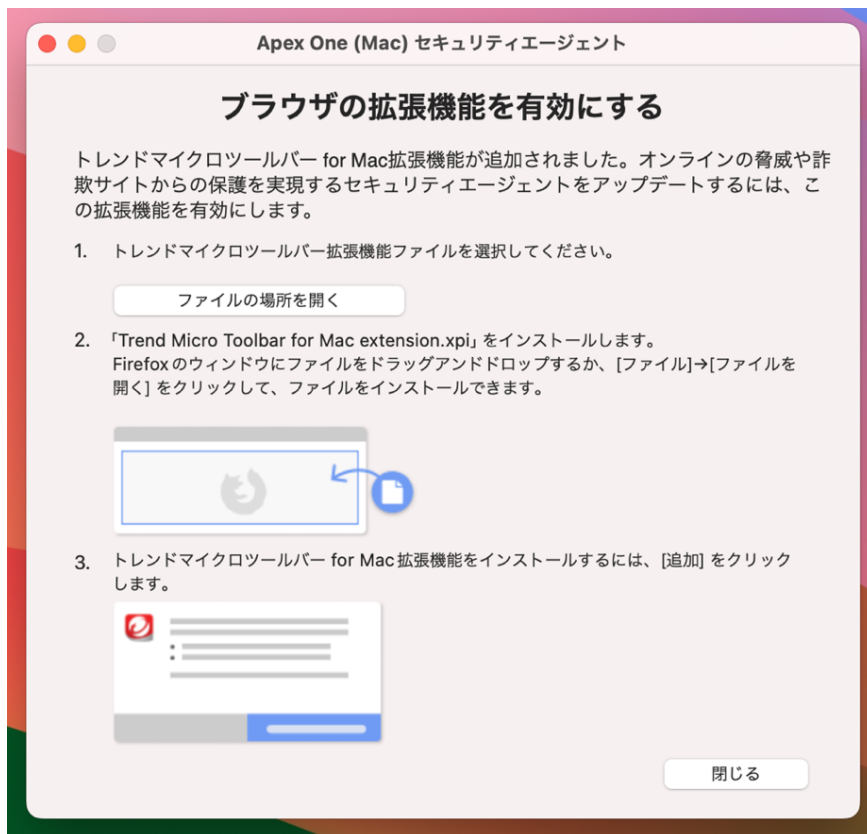 Apex One (Mac) セキュリティエージェント
ブラウザの拡張機能を有効にする
トレンドマイクロツールバー for Mac拡張機能が追加されました。オンラインの脅威や詐
欺サイトからの保護を実現するセキュリティエージェントをアップデートするには、こ
の拡張機能を有効にします。
1. トレンドマイクロツールバー拡張機能ファイルを選択してください。
ファイルの場所を開く
2. 「Trend Micro Toolbar for Mac extension.xpi」をインストールします。
Firefoxのウィンドウにファイルをドラッグアンドドロップするか、[ファイル]→[ファイルを
開く] をクリックして、ファイルをインストールできます。
3. トレンドマイクロツールバー for Mac拡張機能をインストールするには、[追加] をクリック
します。
閉じる